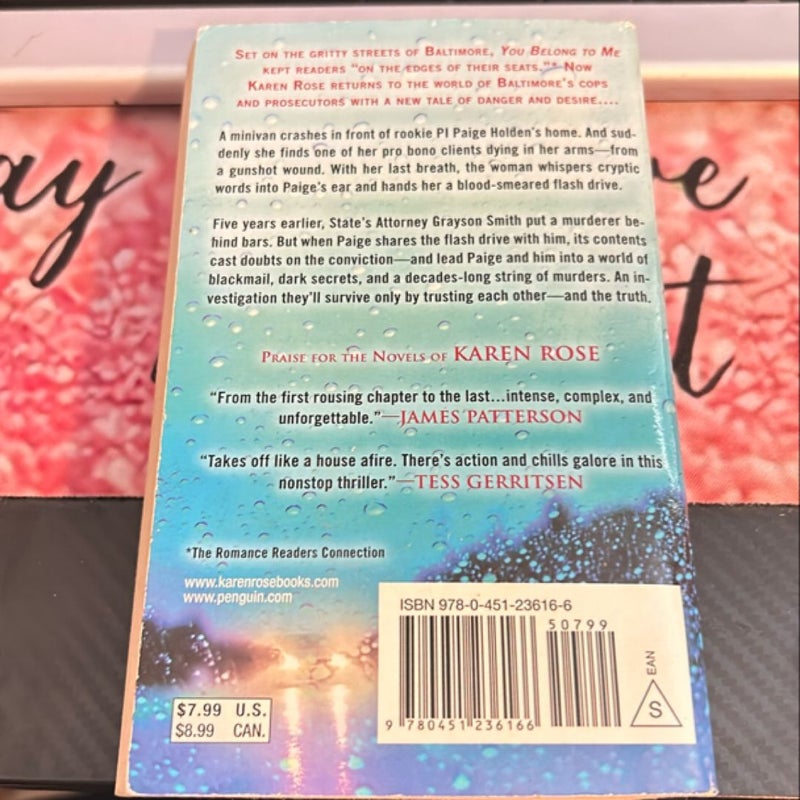 SET ON THE GRITTY STREETS OF BALTIMORE, YOU BELONG TO ME
KEPT READERS "ON THE EDGES OF THEIR SEATS."* NOW
KAREN ROSE RETURNS TO THE WORLD OF BALTIMORE'S COPS
AND PROSECUTORS WITH A NEW TALE OF DANGER AND DESIRE....
A minivan crashes in front of rookie PI Paige Holden's home. And sud-
denly she finds one of her pro bono clients dying in her arms—from
a gunshot wound. With her last breath, the woman whispers cryptic
words into Paige's ear and hands her a blood-smeared flash drive.
Five years earlier, State's Attorney Grayson Smith put a murderer be-
hind bars. But when Paige shares the flash drive with him, its contents
cast doubts on the conviction—and lead Paige and him into a world of
blackmail, dark secrets, and a decades-long string of murders. An in-
vestigation they'll survive only by trusting each other—and the truth.
PRAISE FOR THE NOVELS OF KAREN ROSE
"From the first rousing chapter to the last...intense, complex, and
unforgettable."—JAMES PATTERSON
"Takes off like a house afire. There's action and chills galore in this
nonstop thriller."—TESS GERRITSEN
*The Romance Readers Connection
www.karenrosebooks.com
www.penguin.com
ISBN 978-0-451-23616-6
50799
9 780451 236166
EAN
S
$7.99 U.S.
$8.99 CAN.